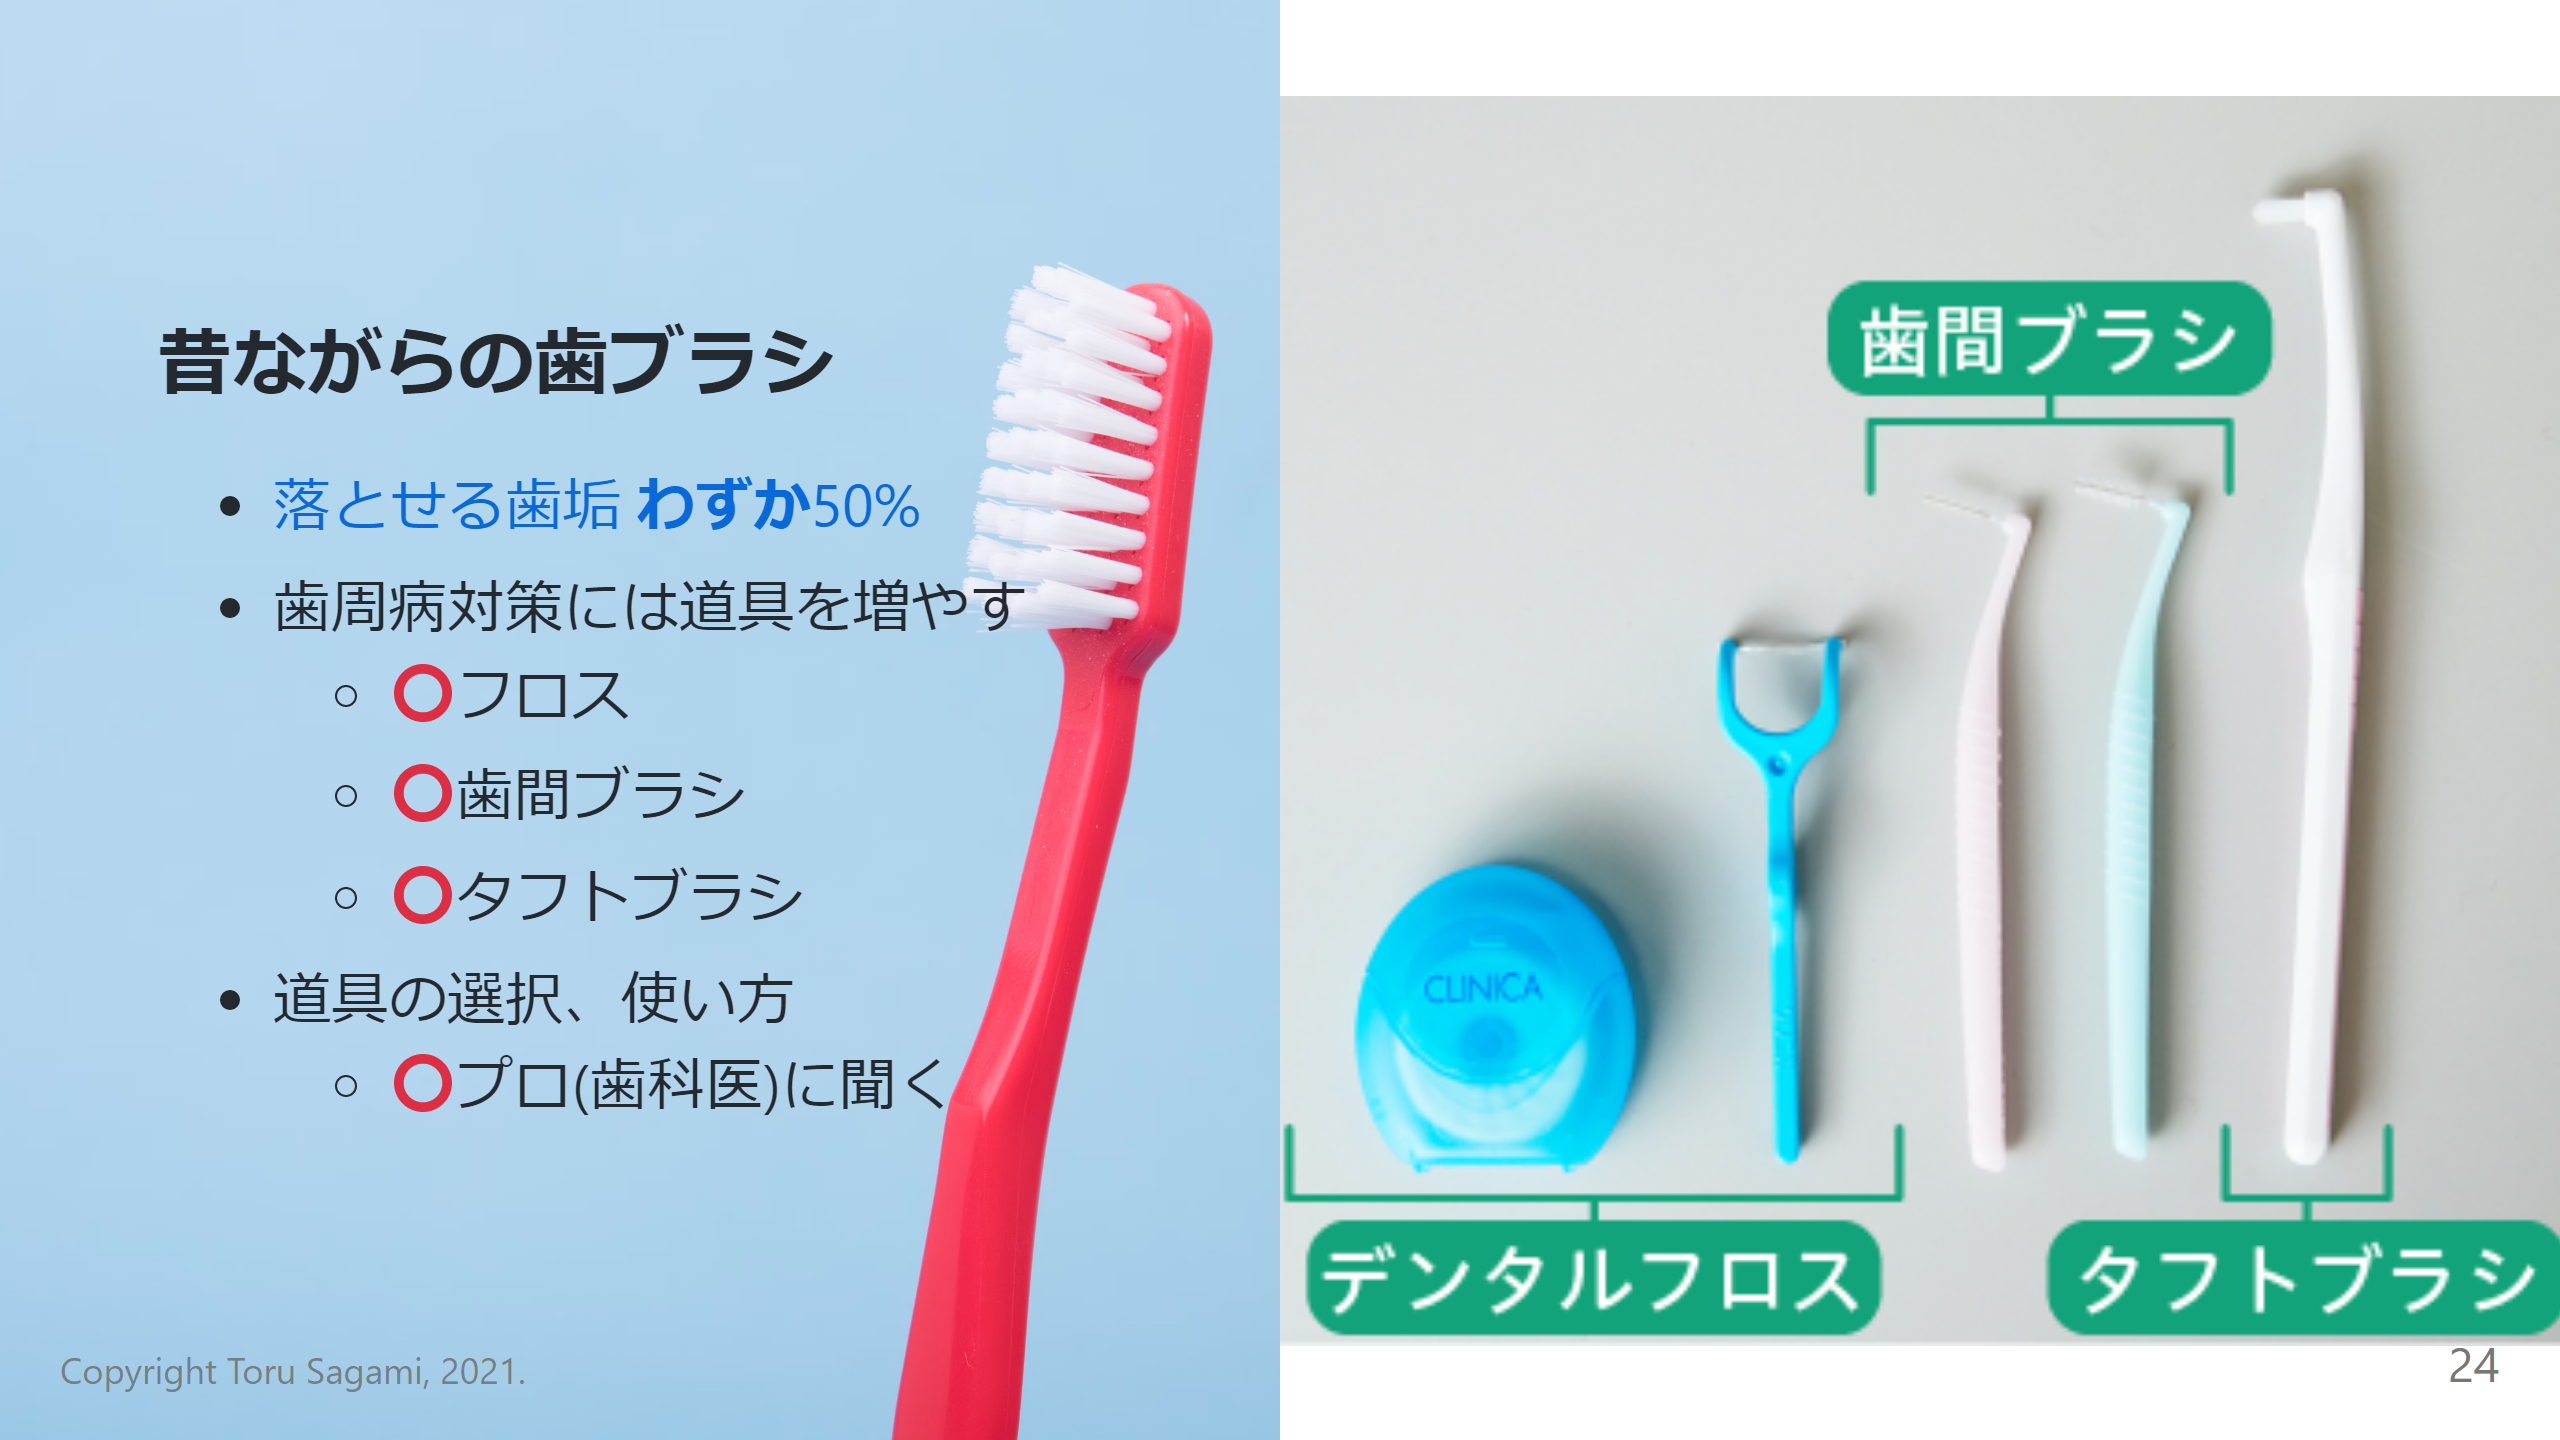 昔ながらの歯ブラシ
落とせる歯垢 わずか50%
歯周病対策には道具を増やす
⭕フロス
⭕歯間ブラシ
⭕タフトブラシ
道具の選択、使い方
⭕プロ(歯科医)に聞く
Copyright Toru Sagami, 2021.
歯間ブラシ
CLINICA
デンタルフロス
タフトブラシ
24